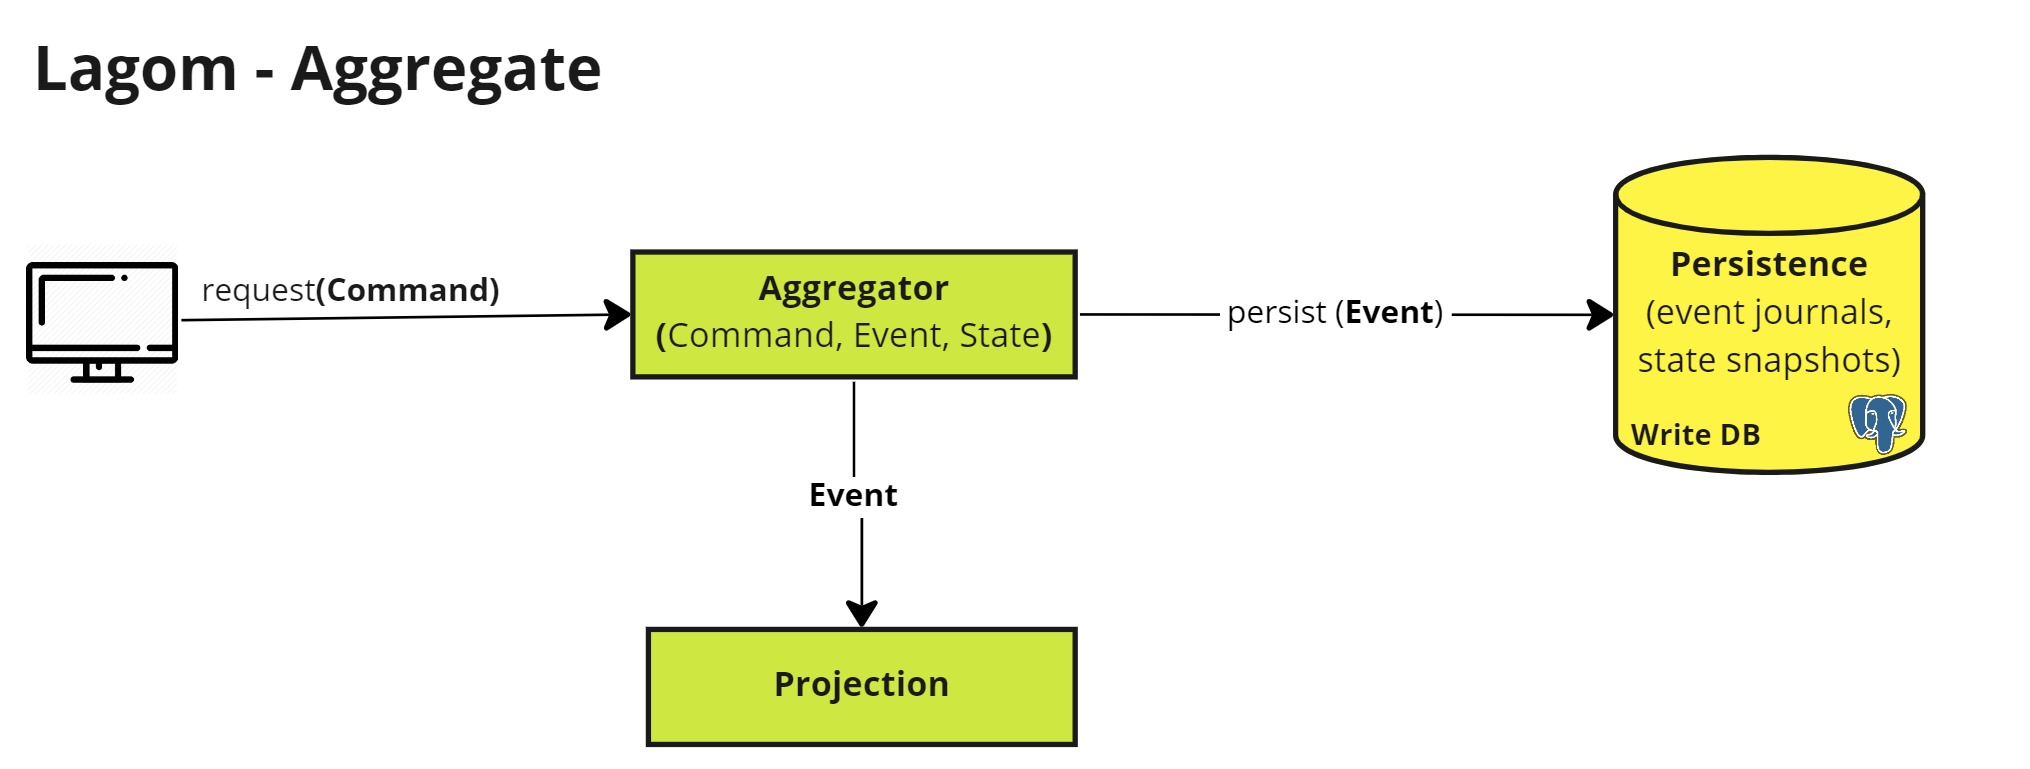 Lagom - Aggregate
request(Command)
Aggregator
(Command, Event, State)
persist (Event)
Persistence
(event journals,
state snapshots)
Write DB
Event
Projection